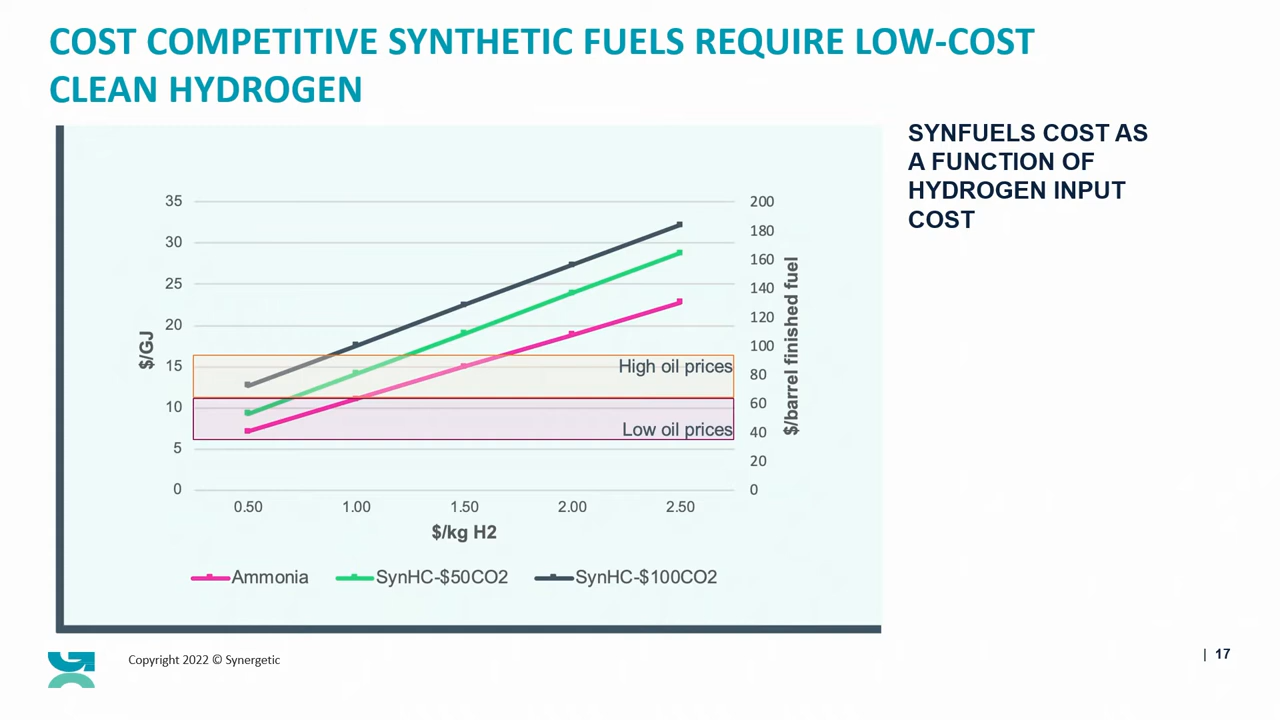 COST COMPETITIVE SYNTHETIC FUELS REQUIRE LOW-COST
CLEAN HYDROGEN
SYNFUELS COST AS
A FUNCTION OF
HYDROGEN INPUT
COST
35
30
25
20
15
10
5
0
$/GJ
200
180
160
140
120
100
80
60
40
20
0
$/barrel finished fuel
High oil prices
Low oil prices
0.50 1.00 1.50 2.00 2.50
$/kg H2
Ammonia SynHC-$50CO2 SynHC-$100CO2
Copyright 2022 © Synergetic
| 17